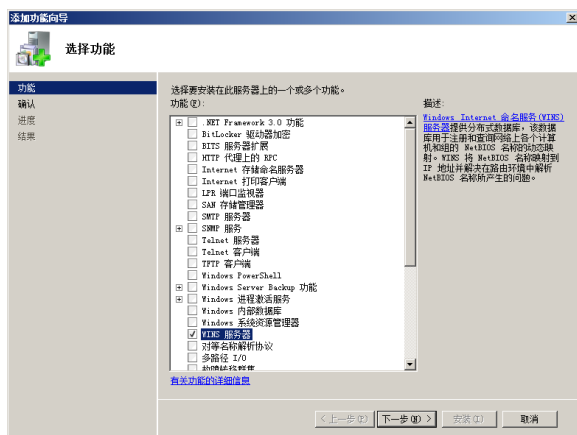 添加功能向导
选择功能
功能
确认
进度
结果
选择要安装在此服务器上的一个或多个功能。
功能(F):
.NET Framework 3.0 功能
BitLocker 驱动器加密
BITS 服务器扩展
HTTP 代理上的 RPC
Internet 存储命名服务器
Internet 打印客户端
LPR 端口监视器
SAN 存储管理器
SMTP 服务器
SNMP 服务
Telnet 服务器
Telnet 客户端
TFTP 客户端
Windows PowerShell
Windows Server Backup 功能
Windows 进程激活服务
Windows 内部数据库
Windows 系统资源管理器
WINS 服务器
对等名称解析协议
多路径 I/O
故障转移群集
有关功能的详细信息
描述:
Windows Internet 命名服务(WINS)
服务器提供分布式数据库，该数据
库用于注册和查询网络上各个计算
机和组的 NetBIOS 名称的动态映
射。WINS 将 NetBIOS 名称映射到
IP 地址并解决在路由环境中解析
NetBIOS 名称所产生的问题。
< 上一步(P)
下一步(N) >
安装(I)
取消